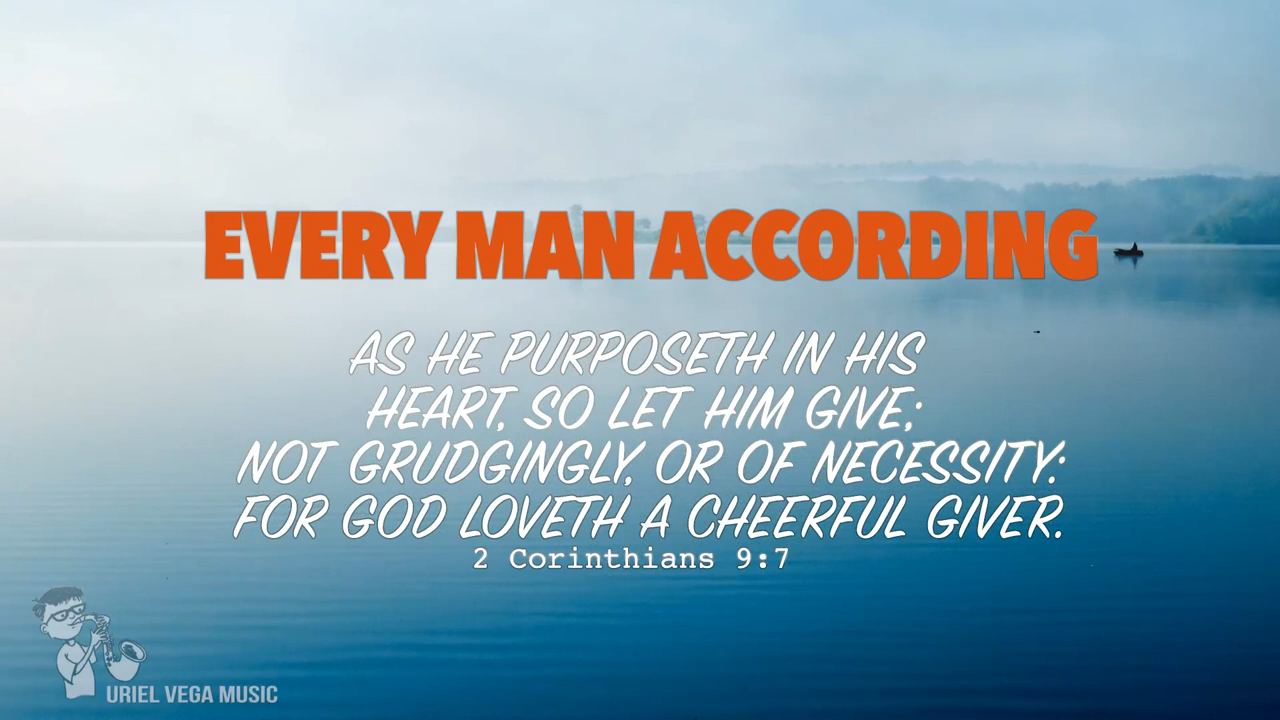 EVERY MAN ACCORDING
AS HE PURPOSETH IN HIS
HEART, SO LET HIM GIVE;
NOT GRUDGINGLY, OR OF NECESSITY:
FOR GOD LOVETH A CHEERFUL GIVER.
2 Corinthians 9:7
URIEL VEGA MUSIC